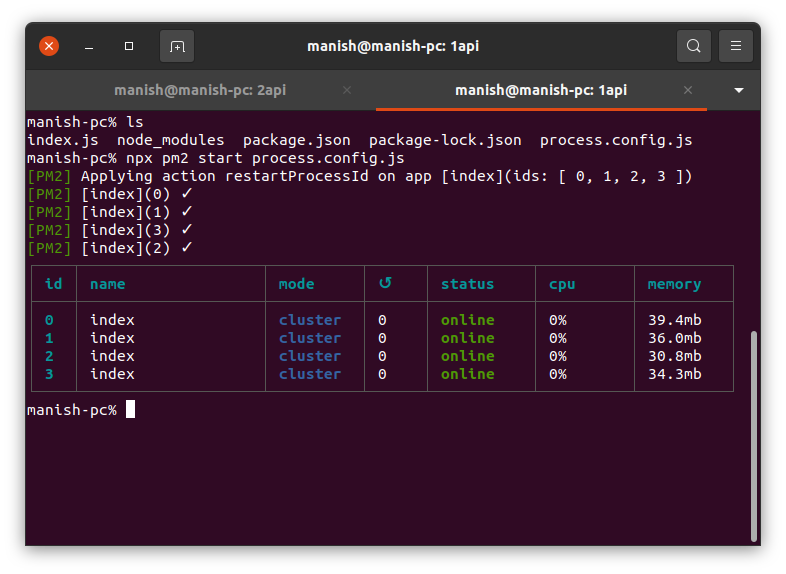 manish@manish-pc: 1api
manish@manish-pc: 2api
manish@manish-pc: 1api
manish-pc% ls
index.js  node_modules  package.json  package-lock.json  process.config.js
manish-pc% npx pm2 start process.config.js
[PM2] Applying action restartProcessId on app [index](ids: [ 0, 1, 2, 3 ])
[PM2] [index](0) ✓
[PM2] [index](1) ✓
[PM2] [index](3) ✓
[PM2] [index](2) ✓
id name mode ↺ status cpu memory
0 index cluster 0 online 0% 39.4mb
1 index cluster 0 online 0% 36.0mb
2 index cluster 0 online 0% 30.8mb
3 index cluster 0 online 0% 34.3mb
manish-pc%